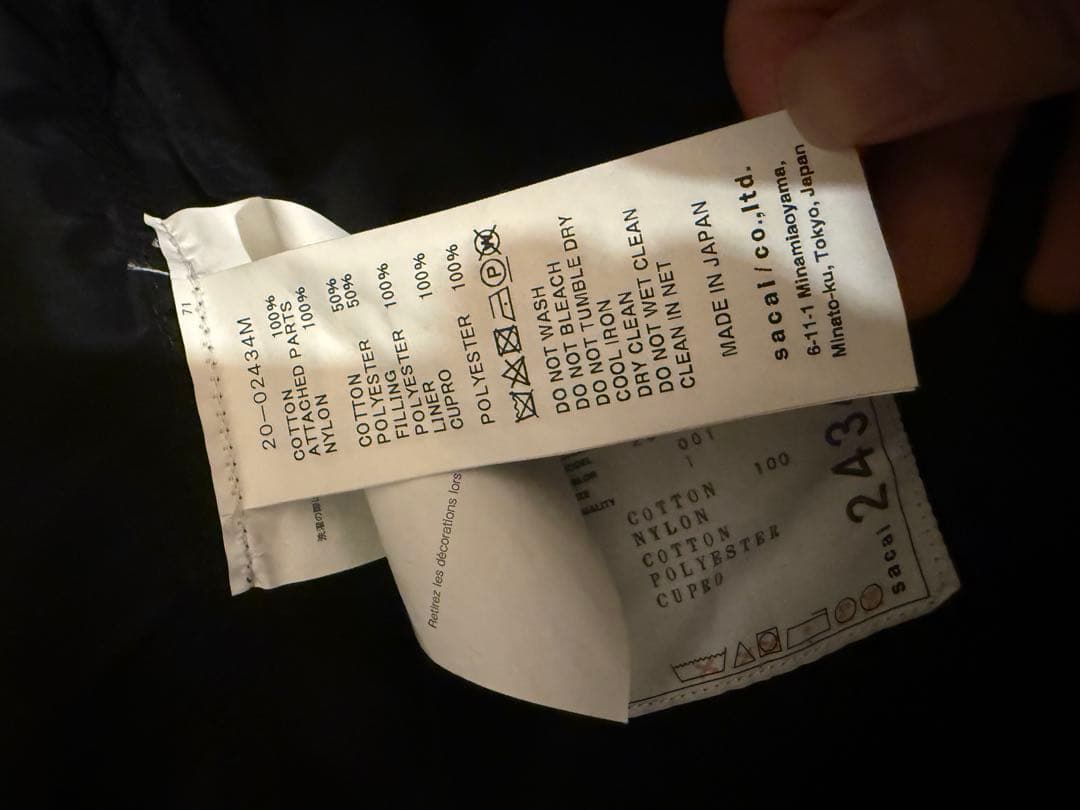 71
20-02434M
COTTON 100%
ATTACHED PARTS
NYLON 100%
COTTON 50%
POLYESTER 50%
FILLING
POLYESTER 100%
LINER
CUPRO 100%
POLYESTER 100%
P
W
DO NOT WASH
DO NOT BLEACH
DO NOT TUMBLE DRY
COOL IRON
DRY CLEAN
DO NOT WET CLEAN
CLEAN IN NET
MADE IN JAPAN
sacai/co.,ltd.
6-11-1 Minamiaoyama,
Minato-ku, Tokyo, Japan
Retirez les décorations lors
001
1
100
COTTON
NYLON
COTTON
POLYESTER
CUPRO
243
sacai